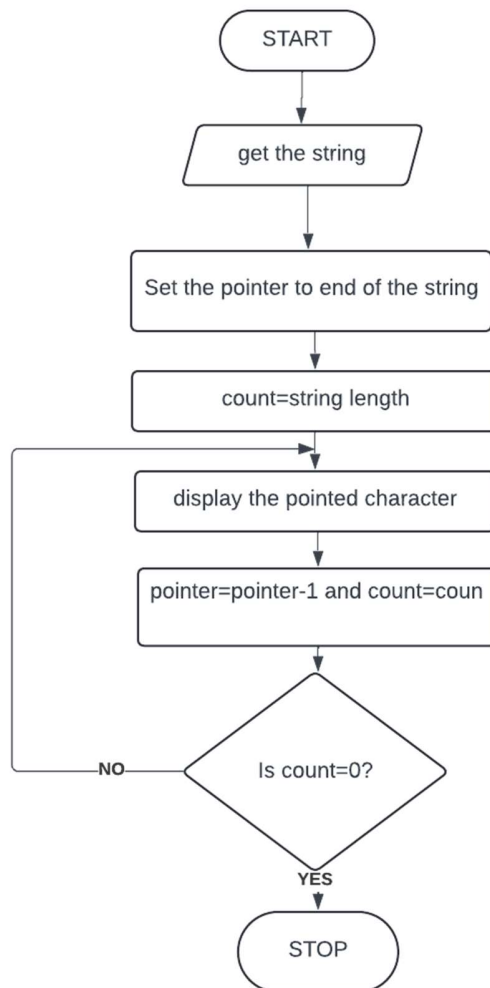 START
get the string
Set the pointer to end of the string
count=string length
display the pointed character
pointer=pointer-1 and count=coun
Is count=0?
NO
YES
STOP